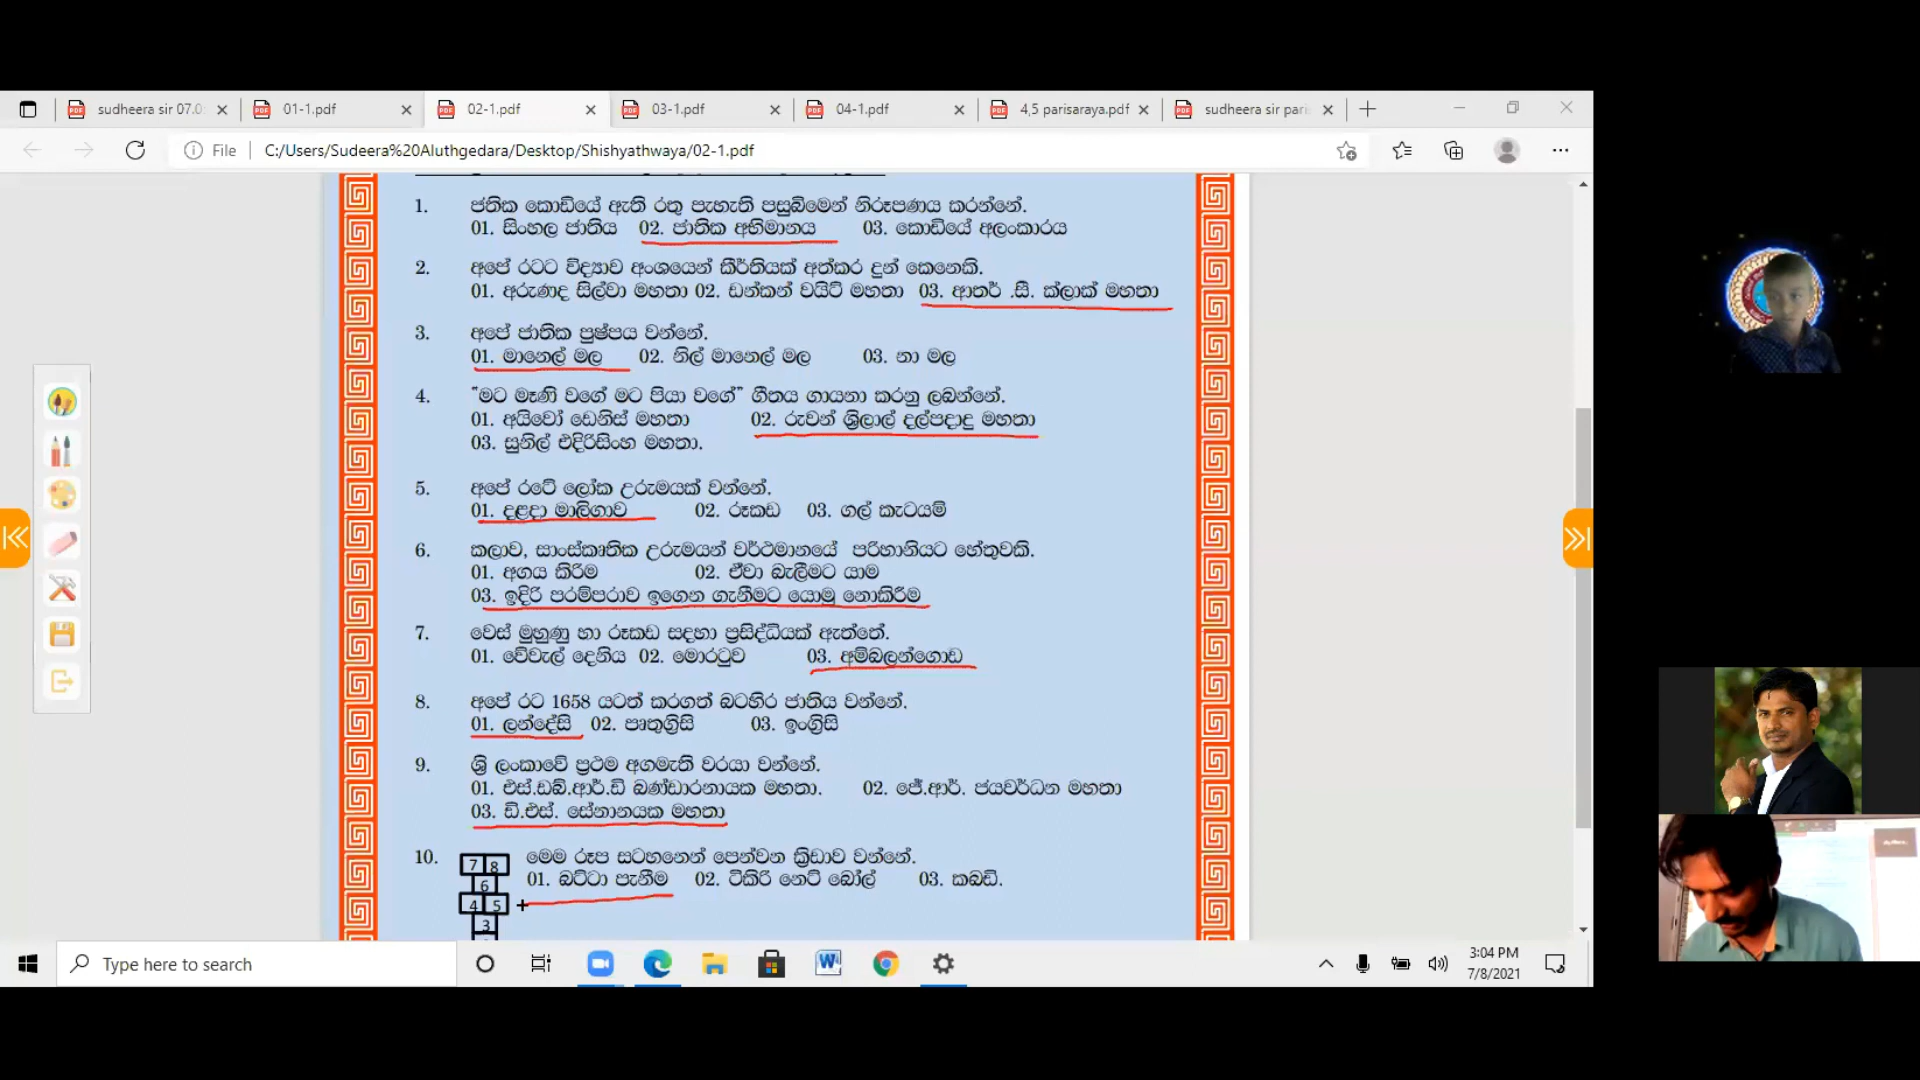 sudheera sir 07.0
01-1.pdf
02-1.pdf
03-1.pdf
04-1.pdf
4,5 parisaraya.pdf
sudheera sir pari
File
C:/Users/Sudeera%20Aluthgedara/Desktop/Shishyathwaya/02-1.pdf
1. ජතික කොඩියේ ඇති රතු පැහැති පසුබිමෙන් නිරූපණය කරන්නේ.
01. සිංහල ජාතිය 02. ජාතික අභිමානය 03. කොඩියේ අලංකාරය
2. අපේ රටට විද්‍යාව අංශයෙන් කීර්තියක් අත්කර දුන් කෙනෙකි.
01. අරුණද සිල්වා මහතා 02. ඩන්කන් වයිට් මහතා 03. ආතර් .සී. ක්ලාක් මහතා
3. අපේ ජාතික පුෂ්පය වන්නේ.
01. මානෙල් මල 02. නිල් මානෙල් මල 03. නා මල
4. “මට මෑණි වගේ මට පියා වගේ” ගීතය ගායනා කරනු ලබන්නේ.
01. අයිවෝ ඩෙනිස් මහතා 02. රුවන් ශ්‍රිලාල් දල්පදාදු මහතා
03. සුනිල් එදිරිසිංහ මහතා.
5. අපේ රටේ ලෝක උරුමයක් වන්නේ.
01. දළදා මාලිගාව 02. රූකඩ 03. ගල් කැටයම්
6. කලාව, සාංස්කෘතික උරුමයන් වර්ථමානයේ පරිහානියට හේතුවකි.
01. අගය කිරිම 02. ඒවා බැලීමට යාම
03. ඉදිරි පරම්පරාව ඉගෙන ගැනීමට යොමු නොකිරීම
7. වෙස් මුහුණු හා රූකඩ සදහා ප්‍රසිද්ධියක් ඇත්තේ.
01. වේවැල් දෙනිය 02. මොරටුව 03. අම්බලන්ගොඩ
8. අපේ රට 1658 යටත් කරගත් බටහිර ජාතිය වන්නේ.
01. ලන්දේසි 02. පෘතුග්‍රිසි 03. ඉංග්‍රිසි
9. ශ්‍රි ලංකාවේ ප්‍රථම අගමැති වරයා වන්නේ.
01. එස්.ඩබ්.ආර්.ඩි බණ්ඩාරනායක මහතා. 02. ජේ.ආර්. ජයවර්ධන මහතා
03. ඩි.එස්. සේනානයක මහතා
10. මෙම රූප සටහනෙන් පෙන්වන ක්‍රිඩාව වන්නේ.
01. බට්ටා පැනීම 02. ටිකිරි නෙට් බෝල් 03. කබඩි.
7 8
6
4 5
3
Type here to search
3:04 PM
7/8/2021